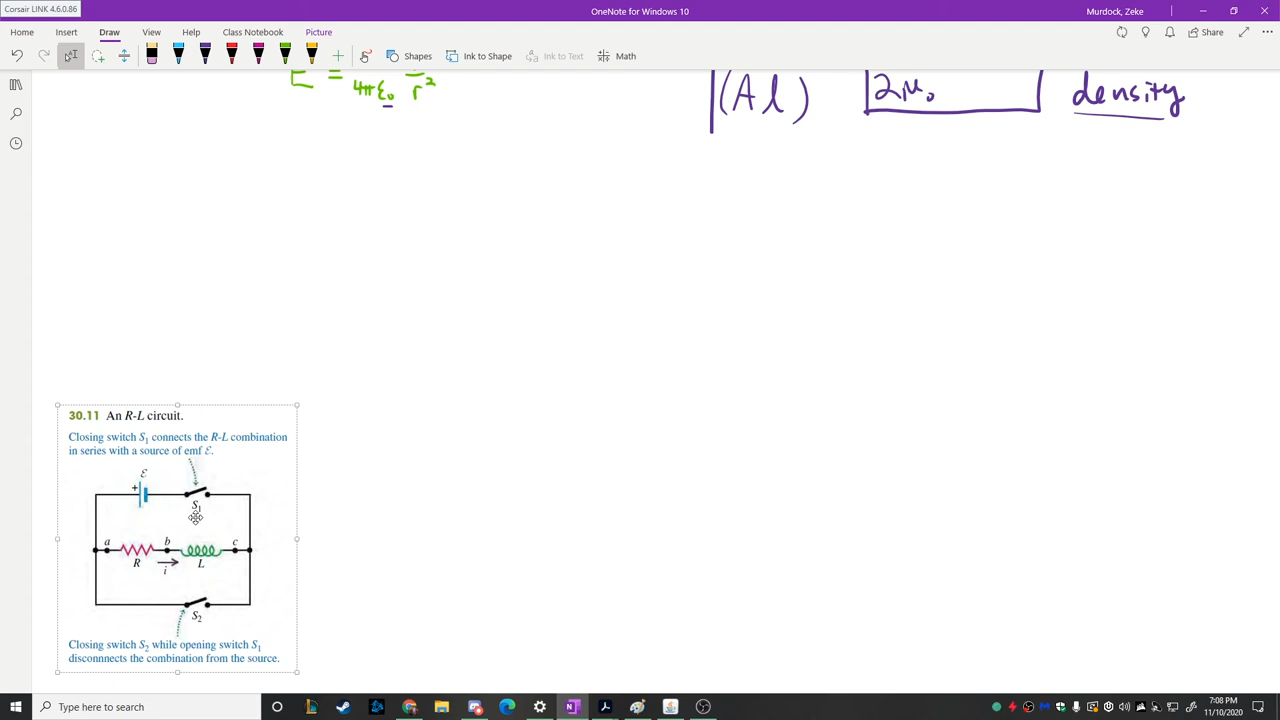 Corsair LINK 4.6.0.86
OneNote for Windows 10
Murdock, Zeke
Home Insert Draw View Help Class Notebook Picture
Share
Shapes Ink to Shape Ink to Text Math
E = 4πε₀ r²
(Al) 2μ₀ density
30.11 An R-L circuit.
Closing switch S₁ connects the R-L combination
in series with a source of emf ℰ.
ℰ
+
S₁
a b c
R i L
S₂
Closing switch S₂ while opening switch S₁
disconnects the combination from the source.
Type here to search
7:08 PM
11/10/2020